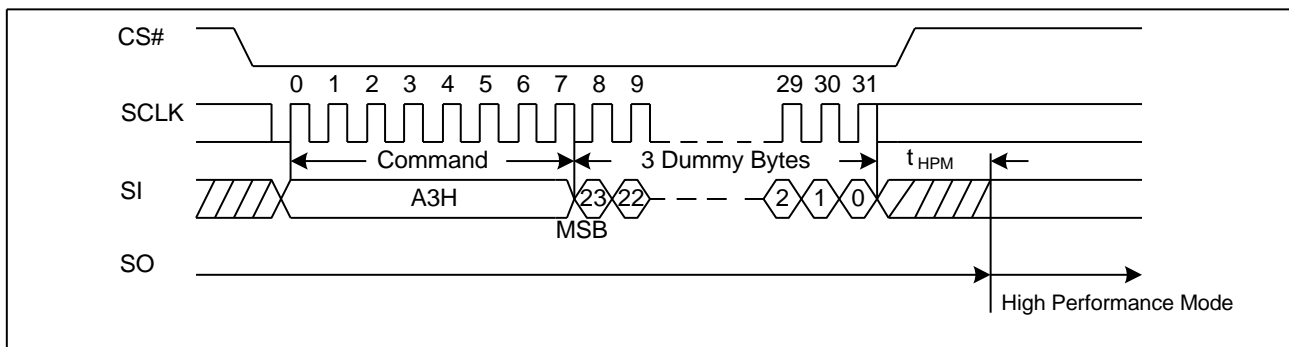 CS#
0 1 2 3 4 5 6 7 8 9 29 30 31
SCLK
Command 3 Dummy Bytes tHPM
SI A3H 23 22 2 1 0
MSB
SO
High Performance Mode